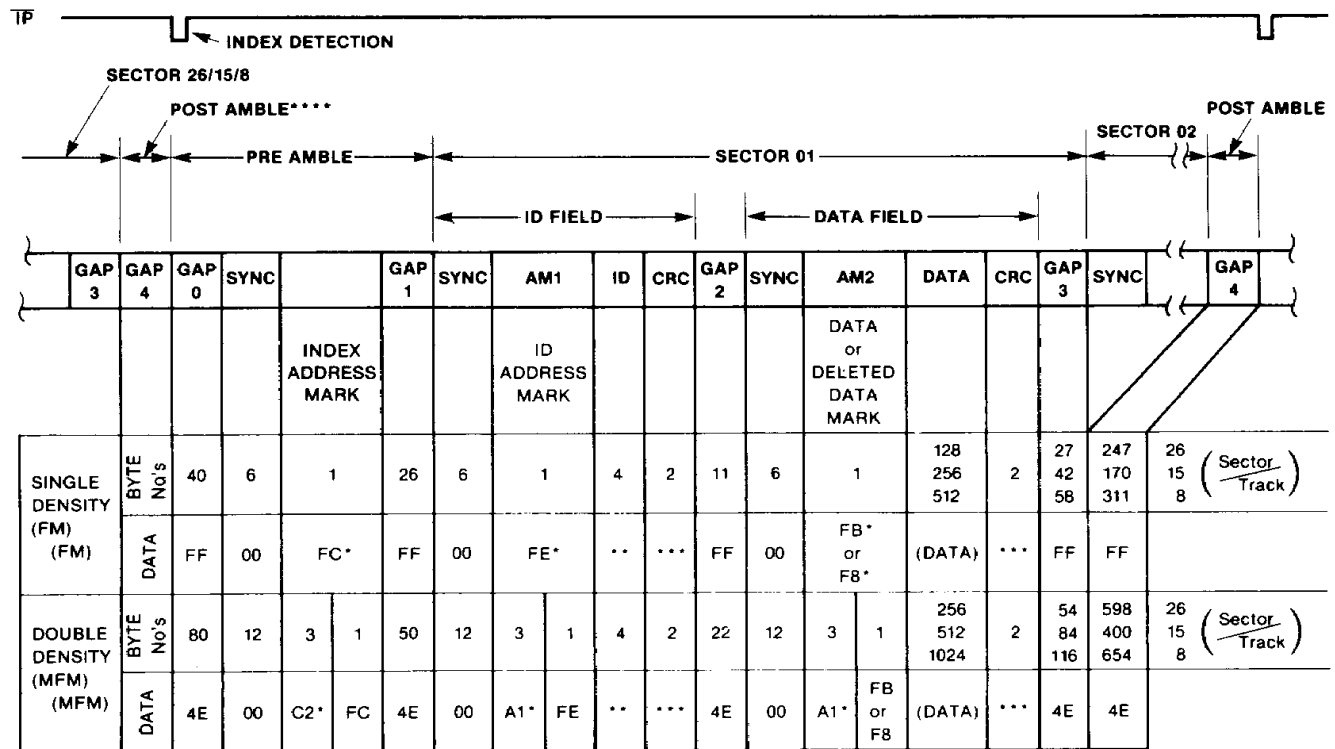 IP
INDEX DETECTION
SECTOR 26/15/8
POST AMBLE****
POST AMBLE
SECTOR 02
PRE AMBLE
SECTOR 01
ID FIELD
DATA FIELD
GAP 3 GAP 4 GAP 0 SYNC GAP 1 SYNC AM1 ID CRC GAP 2 SYNC AM2 DATA CRC GAP 3 SYNC GAP 4
INDEX ADDRESS MARK
ID ADDRESS MARK
DATA or DELETED DATA MARK
SINGLE DENSITY (FM) (FM)
BYTE No's 40 6 1 26 6 1 4 2 11 6 1 128 256 512 2 27 42 58 247 170 311 26 15 8 (Sector Track)
DATA FF 00 FC* FF 00 FE* ** *** FF 00 FB* or F8* (DATA) *** FF FF
DOUBLE DENSITY (MFM) (MFM)
BYTE No's 80 12 3 1 50 12 3 1 4 2 22 12 3 1 256 512 1024 2 54 84 116 598 400 654 26 15 8 (Sector Track)
DATA 4E 00 C2* FC 4E 00 A1* FE ** *** 4E 00 A1* FB or F8 (DATA) *** 4E 4E